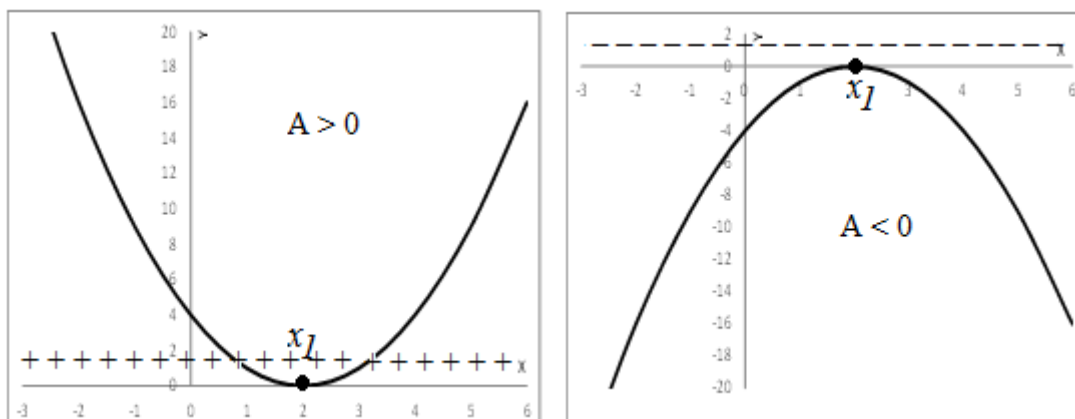 20
18
16
14
12
10
8
6
4
2
0
Y
A > 0
x1
+ + + + + + + + + + + + + + + + + +
X
-3 -2 -1 0 1 2 3 4 5 6
2
0
-2
-4
-6
-8
-10
-12
-14
-16
-18
-20
Y
X
-3 -2 -1 0 1 3 4 5 6
x1
A < 0